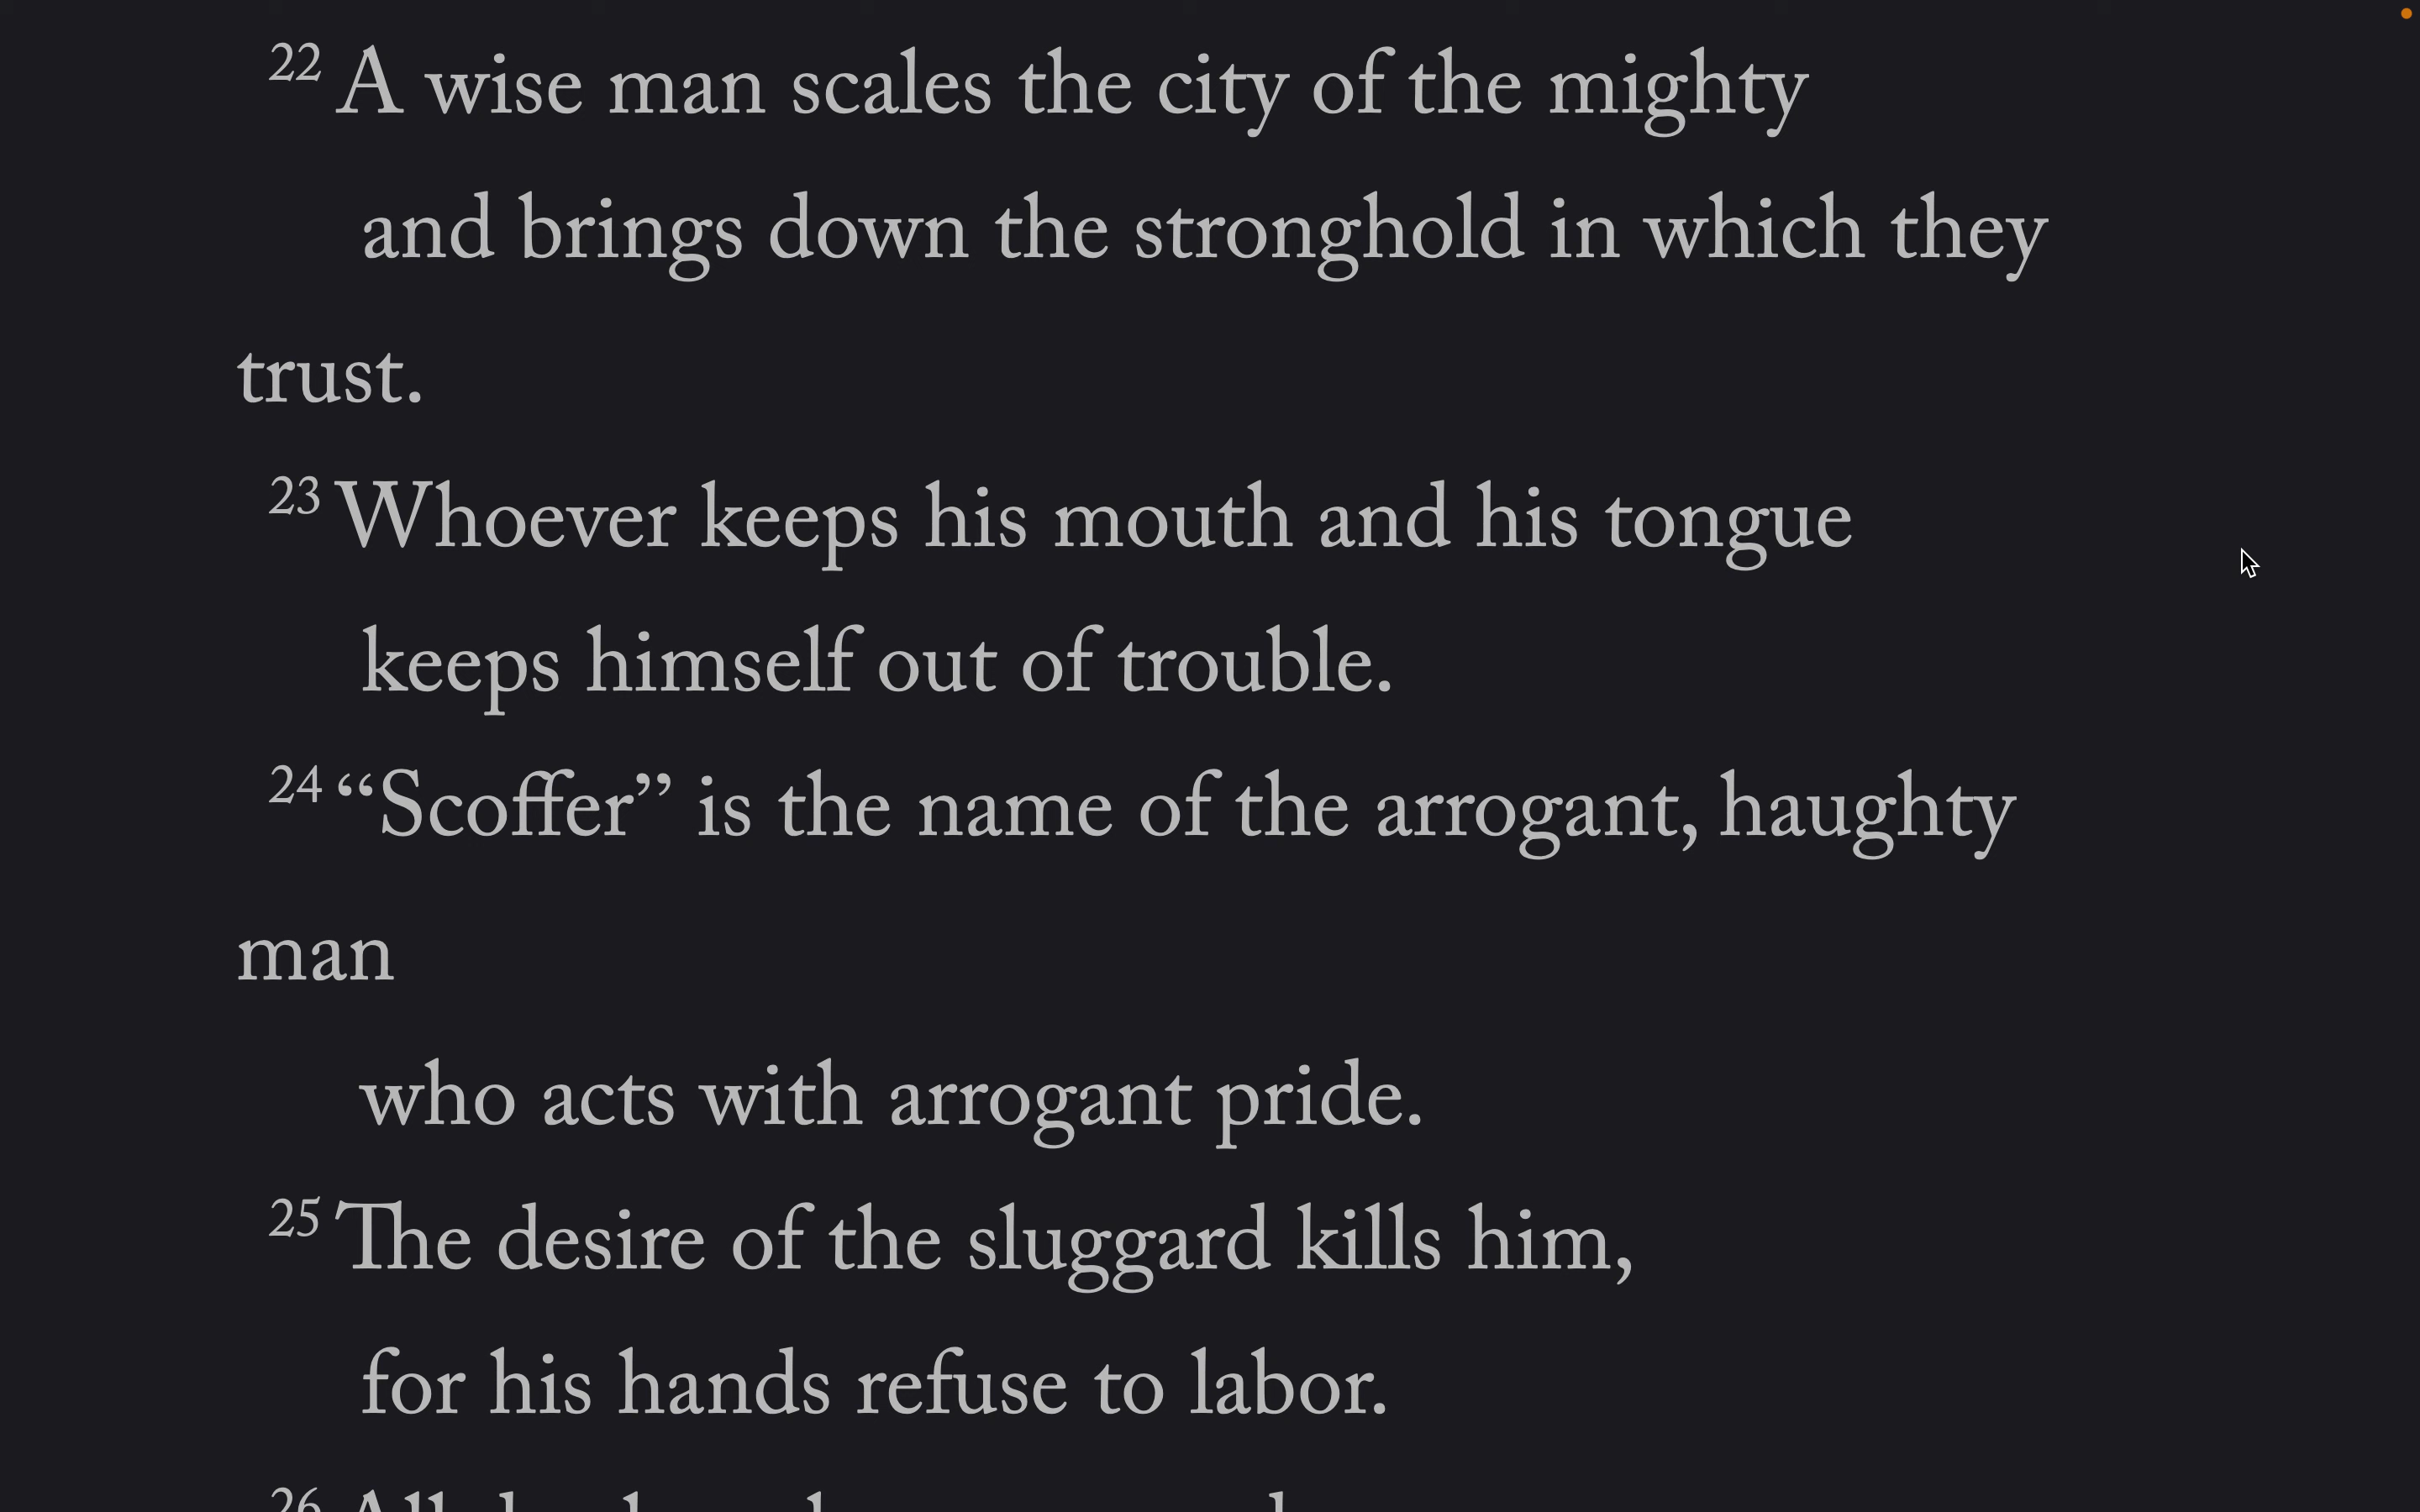 22 A wise man scales the city of the mighty
and brings down the stronghold in which they
trust.
23 Whoever keeps his mouth and his tongue
keeps himself out of trouble.
24 “Scoffer” is the name of the arrogant, haughty
man
who acts with arrogant pride.
25 The desire of the sluggard kills him,
for his hands refuse to labor.
26